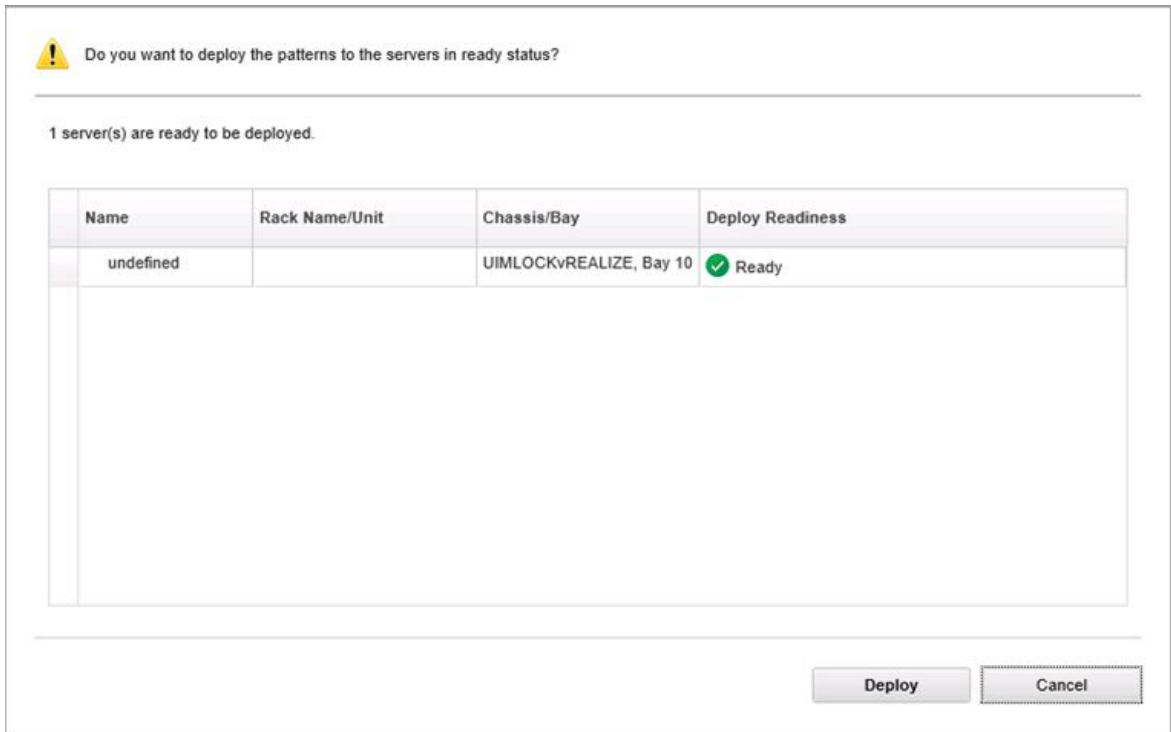 Do you want to deploy the patterns to the servers in ready status?
1 server(s) are ready to be deployed.
Name Rack Name/Unit Chassis/Bay Deploy Readiness
undefined UIMLOCKvREALIZE, Bay 10 Ready
Deploy Cancel